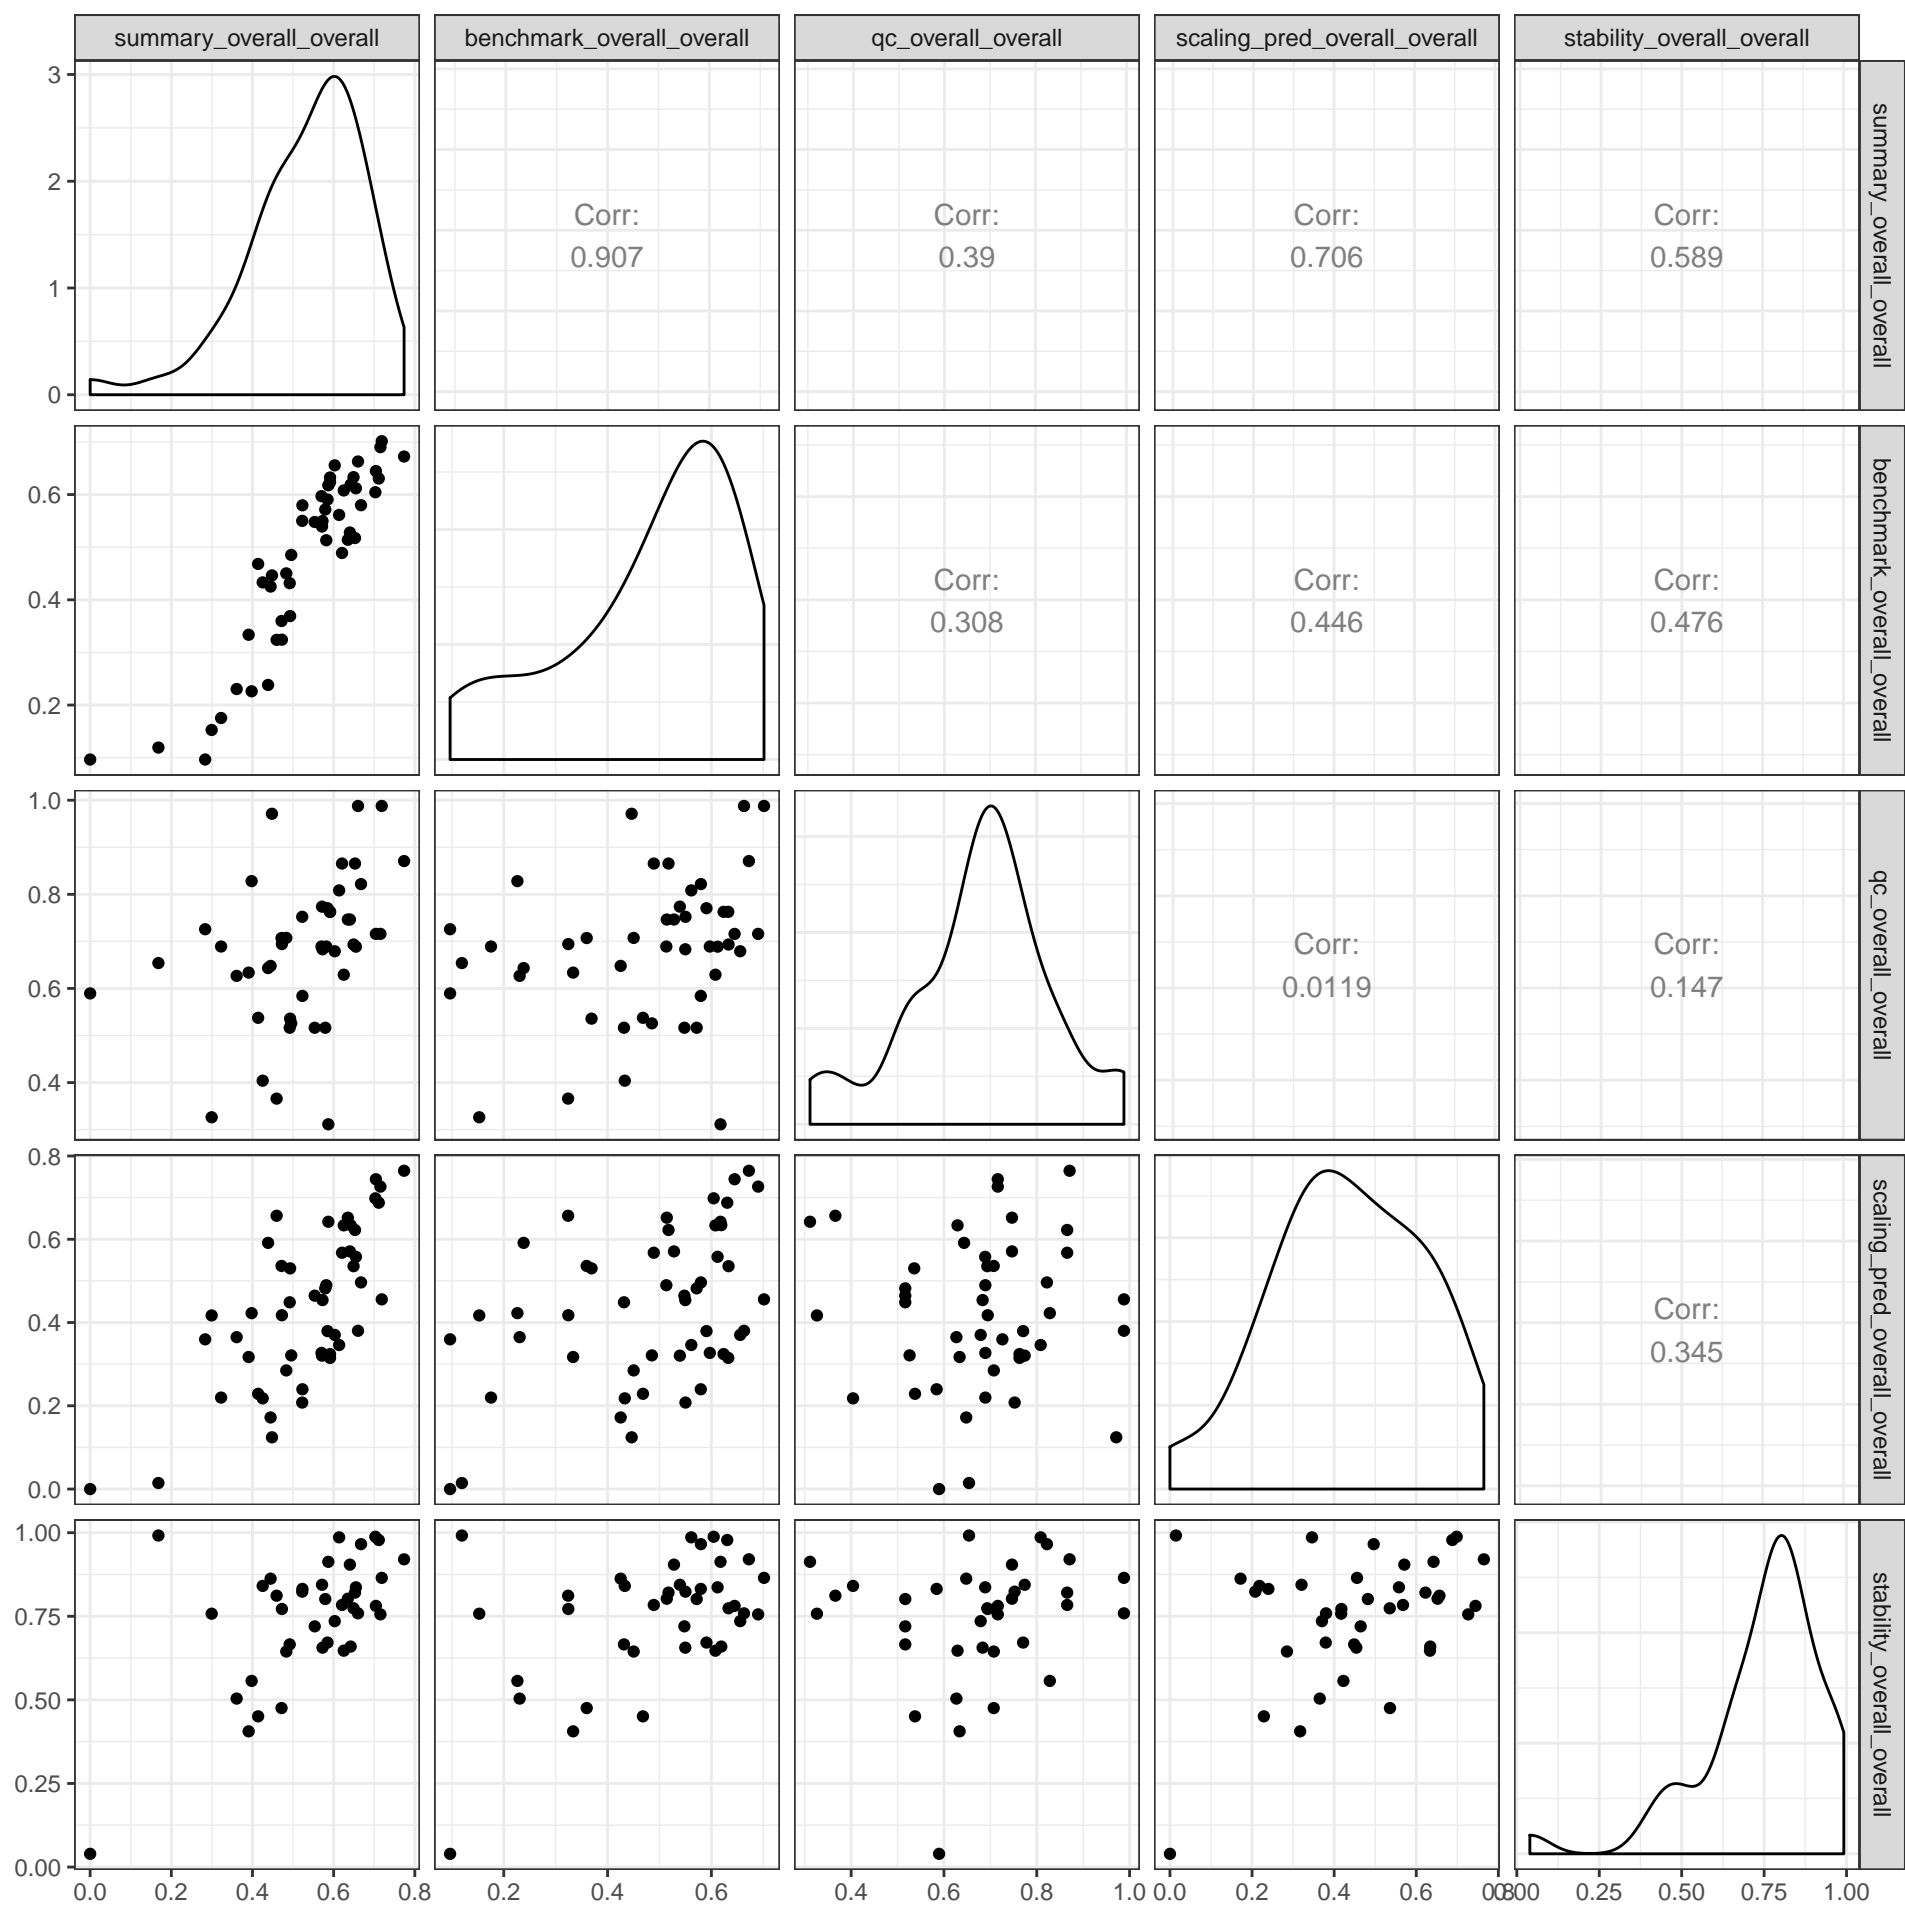 summary_overall_overall
benchmark_overall_overall
qc_overall_overall
scaling_pred_overall_overall
stability_overall_overall
3
2
1
0
Corr:
0.907
Corr:
0.39
Corr:
0.706
Corr:
0.589
summary_overall_overall
0.6
0.4
0.2
Corr:
0.308
Corr:
0.446
Corr:
0.476
benchmark_overall_overall
1.0
0.8
0.6
0.4
Corr:
0.0119
Corr:
0.147
qc_overall_overall
0.8
0.6
0.4
0.2
0.0
Corr:
0.345
scaling_pred_overall_overall
1.00
0.75
0.50
0.25
0.00
stability_overall_overall
0.0 0.2 0.4 0.6 0.8
0.2 0.4 0.6
0.4 0.6 0.8 1.0
0.0 0.2 0.4 0.6 0.8
0.00 0.25 0.50 0.75 1.00